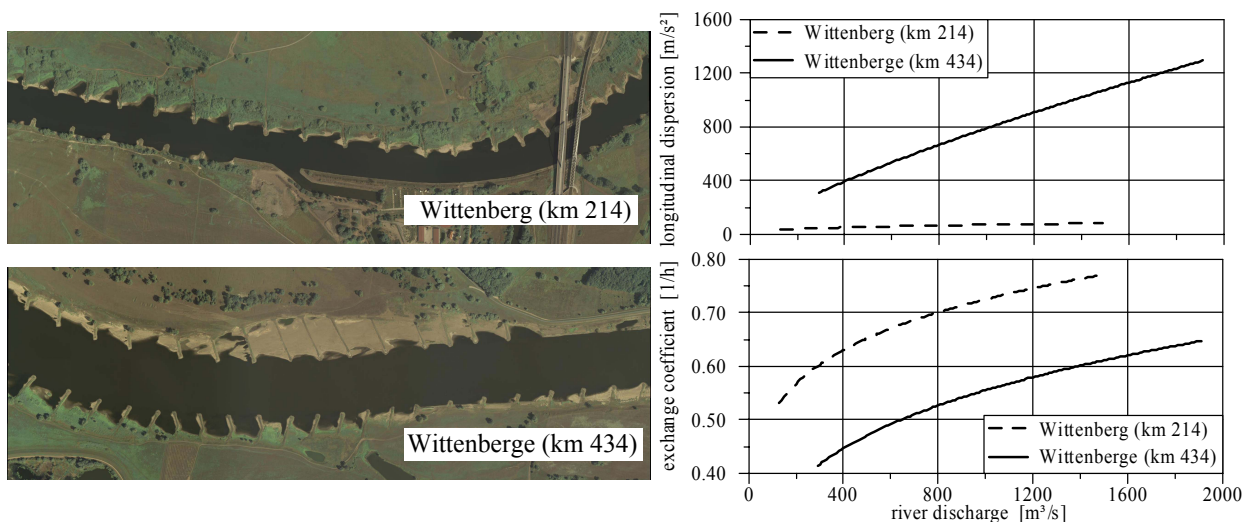 Wittenberg (km 214)
Wittenberge (km 434)
longitudinal dispersion [m/s²]
1600
1200
800
400
0
Wittenberg (km 214)
Wittenberge (km 434)
exchange coefficient [1/h]
0.80
0.70
0.60
0.50
0.40
Wittenberg (km 214)
Wittenberge (km 434)
400
800
1200
1600
2000
river discharge [m³/s]